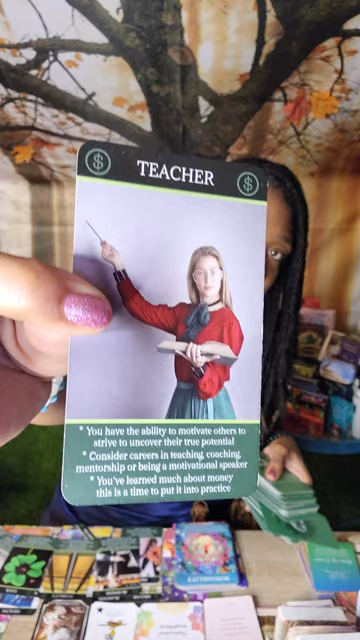 $ TEACHER $
* You have the ability to motivate others to
strive to uncover their true potential
* Consider careers in teaching, coaching,
mentorship or being a motivational speaker
* You've learned much about money
this is a time to put it into practice